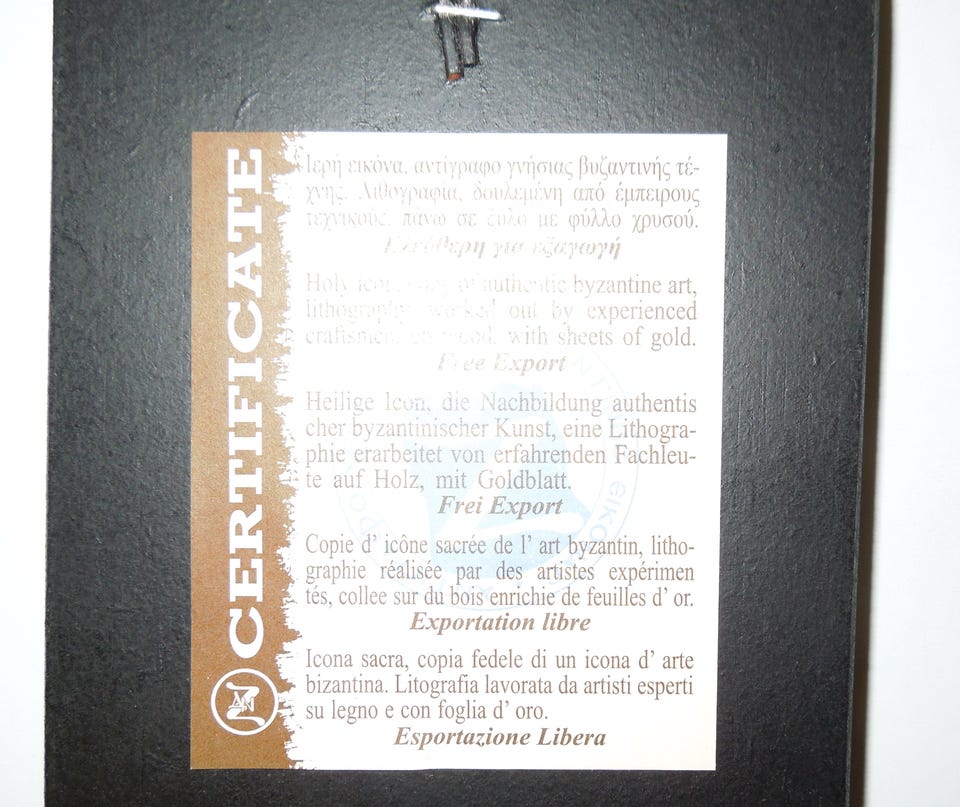 CERTIFICATE
Ιερή εικόνα, αντίγραφο γνήσιας βυζαντινής τέ-
χνης. Λιθογραφία, δουλεμένη από έμπειρους
τεχνικούς, πάνω σε ξύλο με φύλλο χρυσού.
Ελεύθερη για εξαγωγή
Holy icon, copy of authentic byzantine art,
lithography worked out by experienced
craftsmen on wood, with sheets of gold.
Free Export
Heilige Icon, die Nachbildung authentis
cher byzantinischer Kunst, eine Lithogra-
phie erarbeitet von erfahrenden Fachleu-
te auf Holz, mit Goldblatt.
Frei Export
Copie d' icône sacrée de l' art byzantin, litho-
graphie réalisée par des artistes expérimen
tés, collee sur du bois enrichie de feuilles d' or.
Exportation libre
Icona sacra, copia fedele di un icona d' arte
bizantina. Litografia lavorata da artisti esperti
su legno e con foglia d' oro.
Esportazione Libera